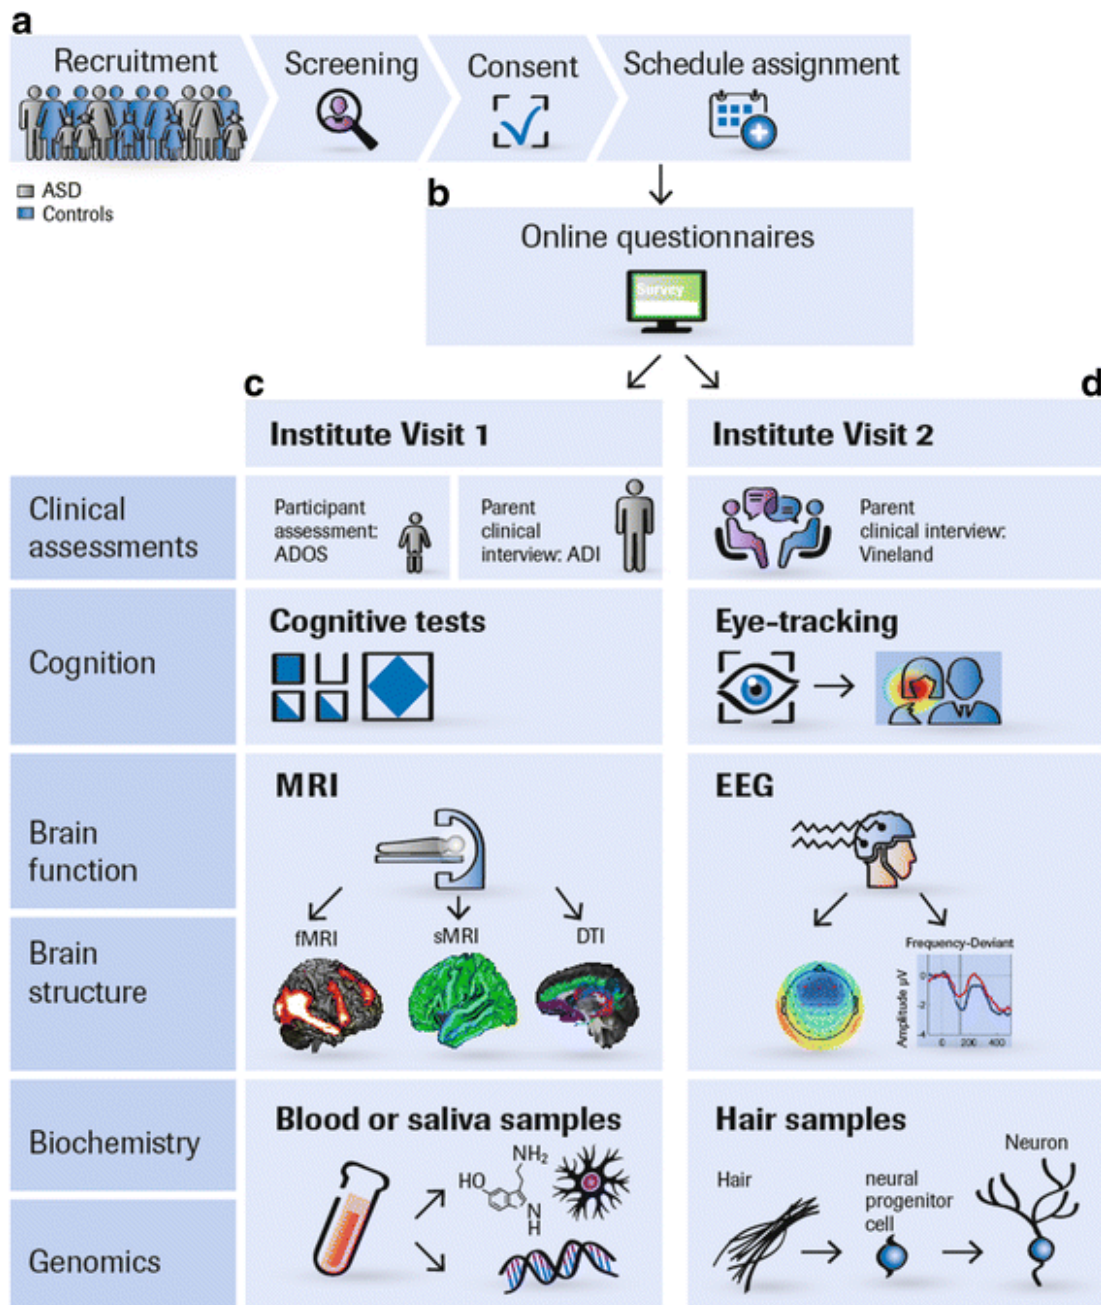 a
Recruitment
Screening
Consent
Schedule assignment
ASD
Controls
b
Online questionnaires
Survey
c
d
Institute Visit 1
Institute Visit 2
Clinical
assessments
Participant
assessment:
ADOS
Parent
clinical
interview: ADI
Parent
clinical interview:
Vineland
Cognition
Cognitive tests
Eye-tracking
Brain
function
MRI
EEG
Brain
structure
fMRI
sMRI
DTI
Frequency-Deviant
Amplitude µV
0
-2
-4
0 200 400
Biochemistry
Blood or saliva samples
NH2
HO
N
H
Hair samples
Hair
neural
progenitor
cell
Neuron
Genomics